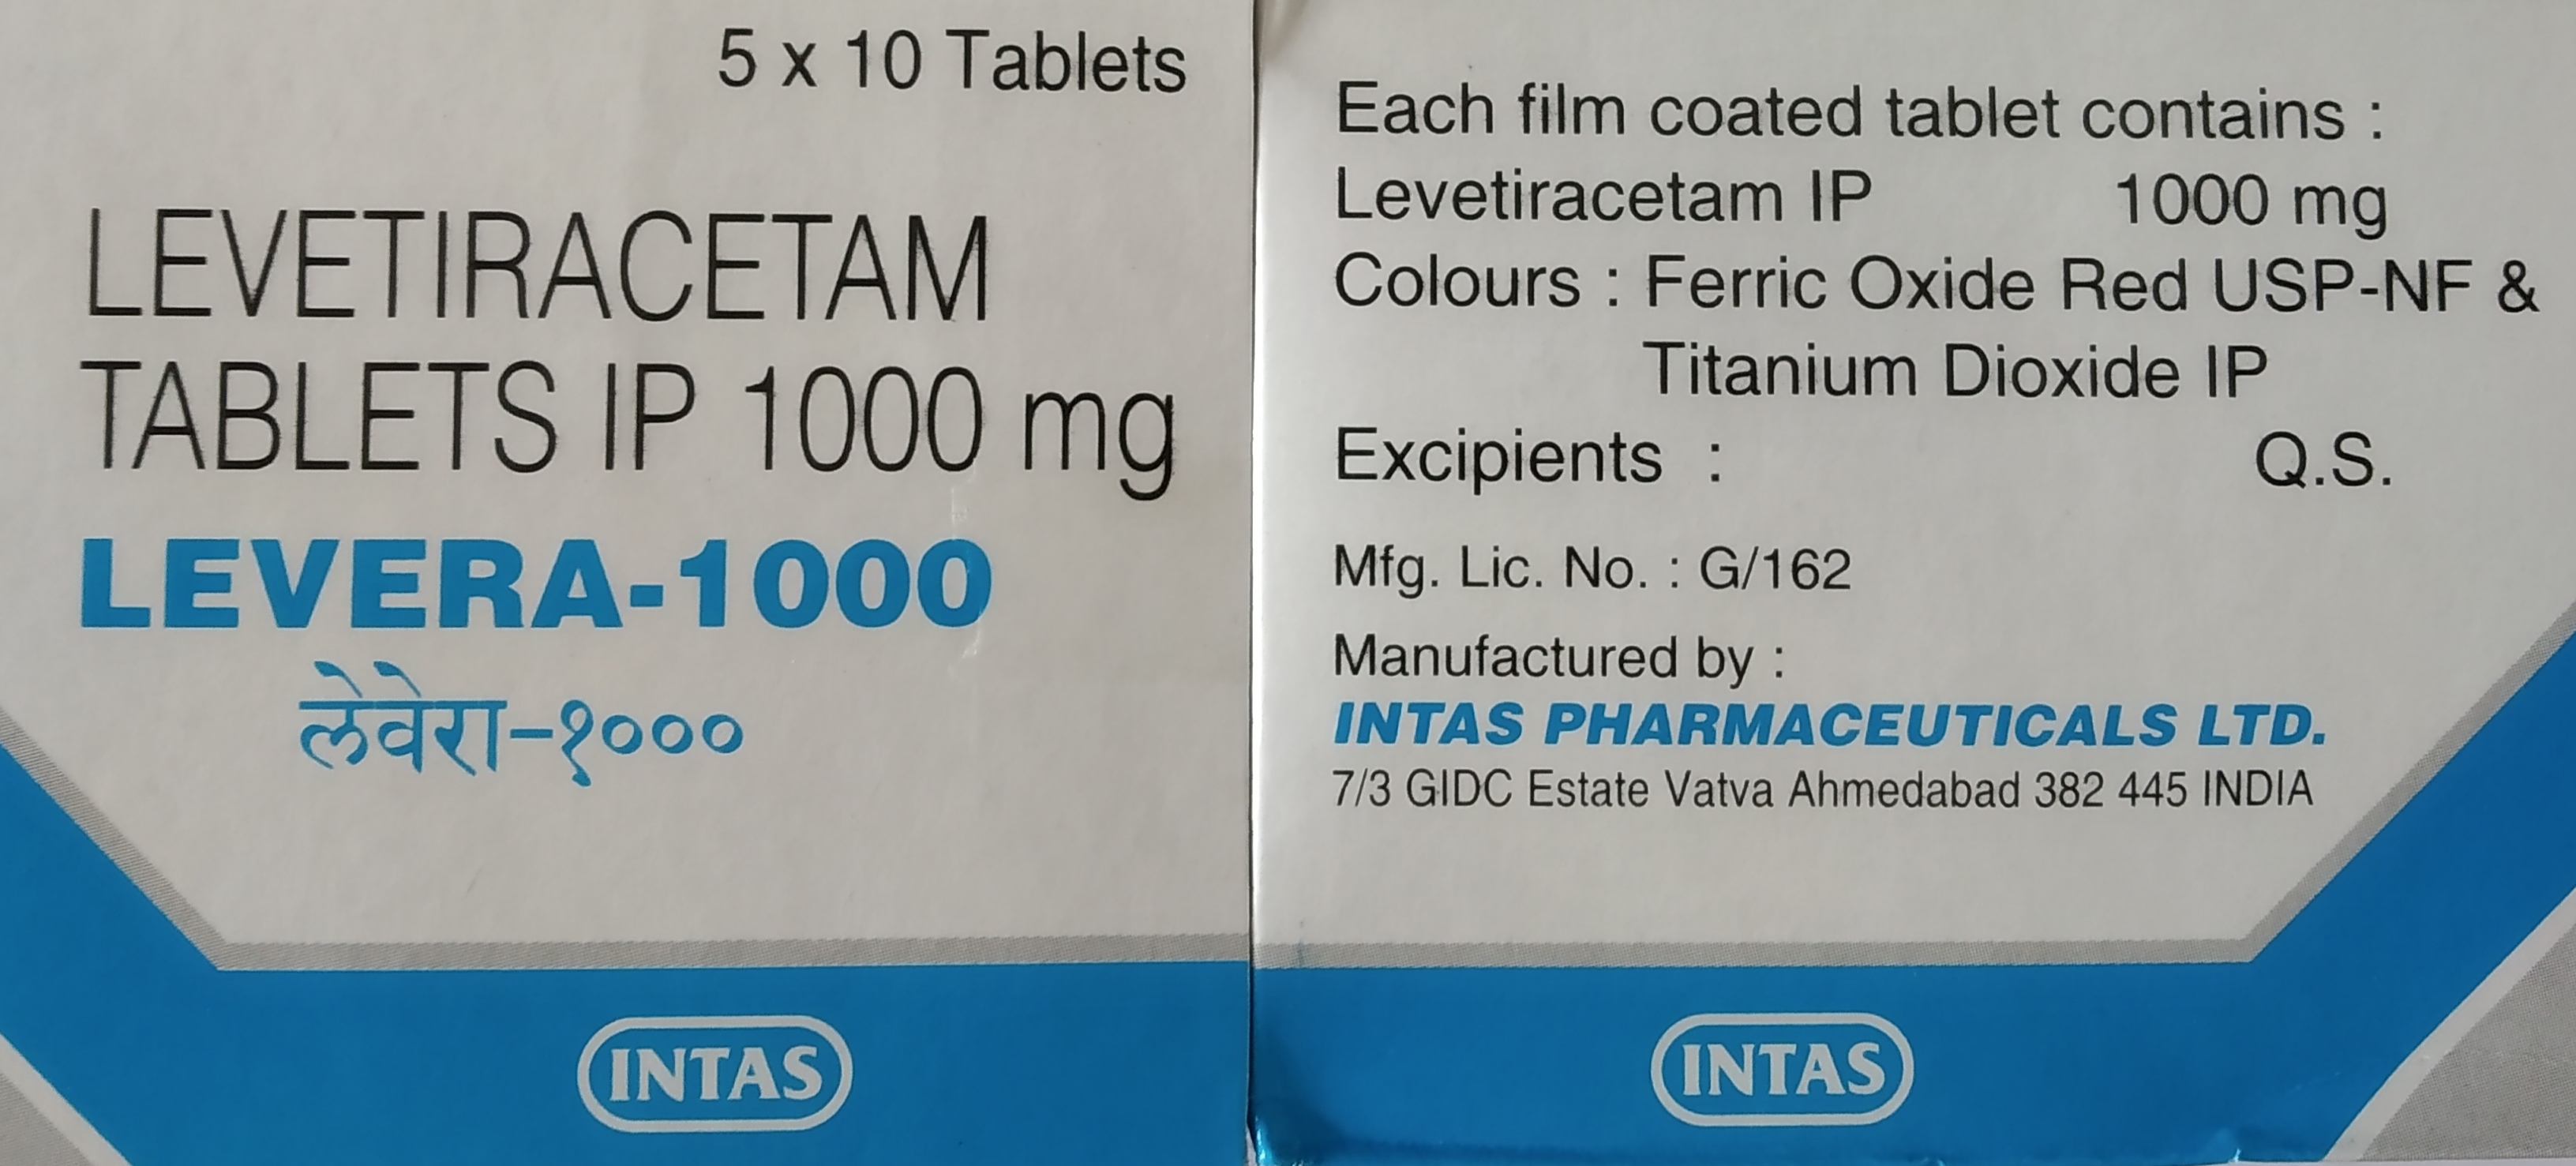 5 x 10 Tablets
LEVETIRACETAM
TABLETS IP 1000 mg
LEVERA-1000
लेवेरा-१०००
INTAS
Each film coated tablet contains :
Levetiracetam IP 1000 mg
Colours : Ferric Oxide Red USP-NF &
Titanium Dioxide IP
Excipients : Q.S.
Mfg. Lic. No. : G/162
Manufactured by :
INTAS PHARMACEUTICALS LTD.
7/3 GIDC Estate Vatva Ahmedabad 382 445 INDIA
INTAS